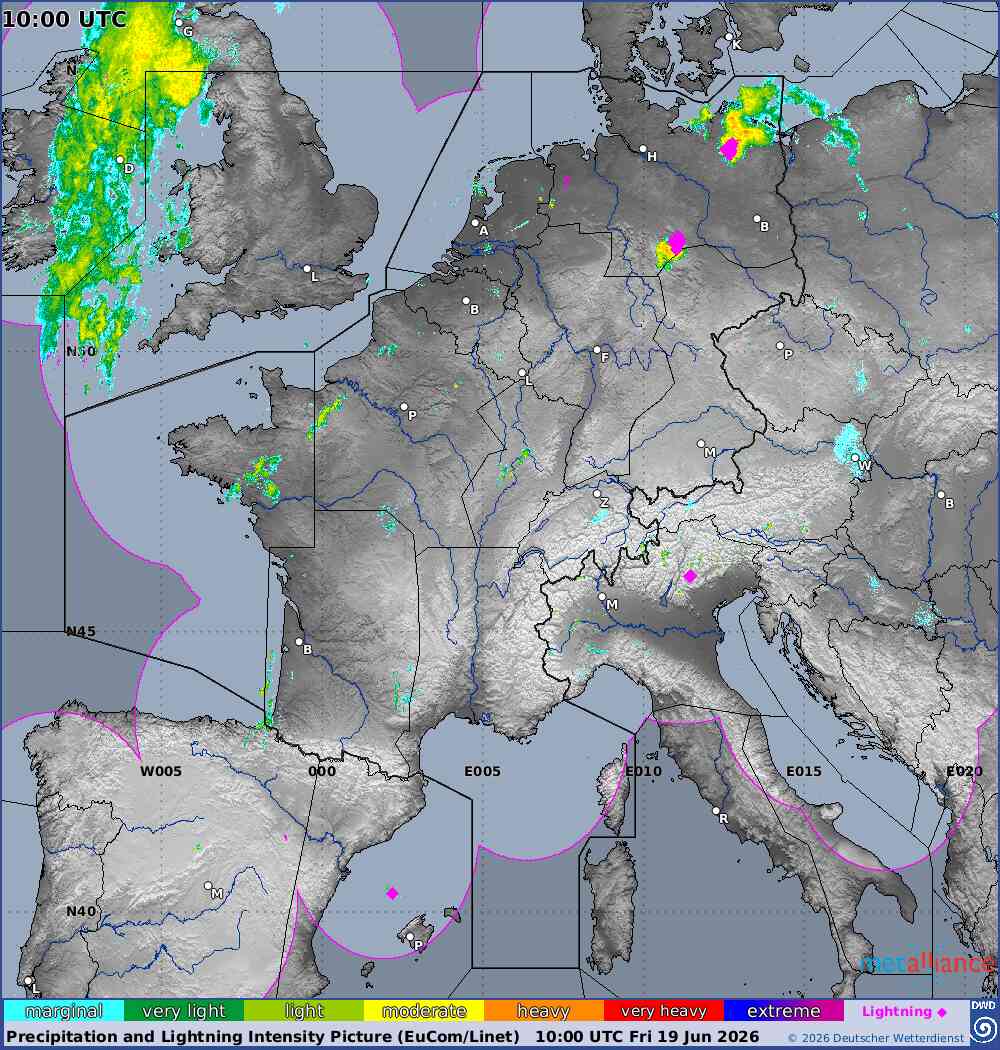 10:00 UTC
G
K
N
H
D
B
A
L
B
N50
F
P
L
P
M
W
Z
B
M
N45
B
W005
000
E005
E010
E015
E020
R
M
N40
P
L
metalliance
marginal very light light moderate heavy very heavy extreme Lightning
DWD
Precipitation and Lightning Intensity Picture (EuCom/Linet) 10:00 UTC Fri 19 Jun 2026 © 2026 Deutscher Wetterdienst